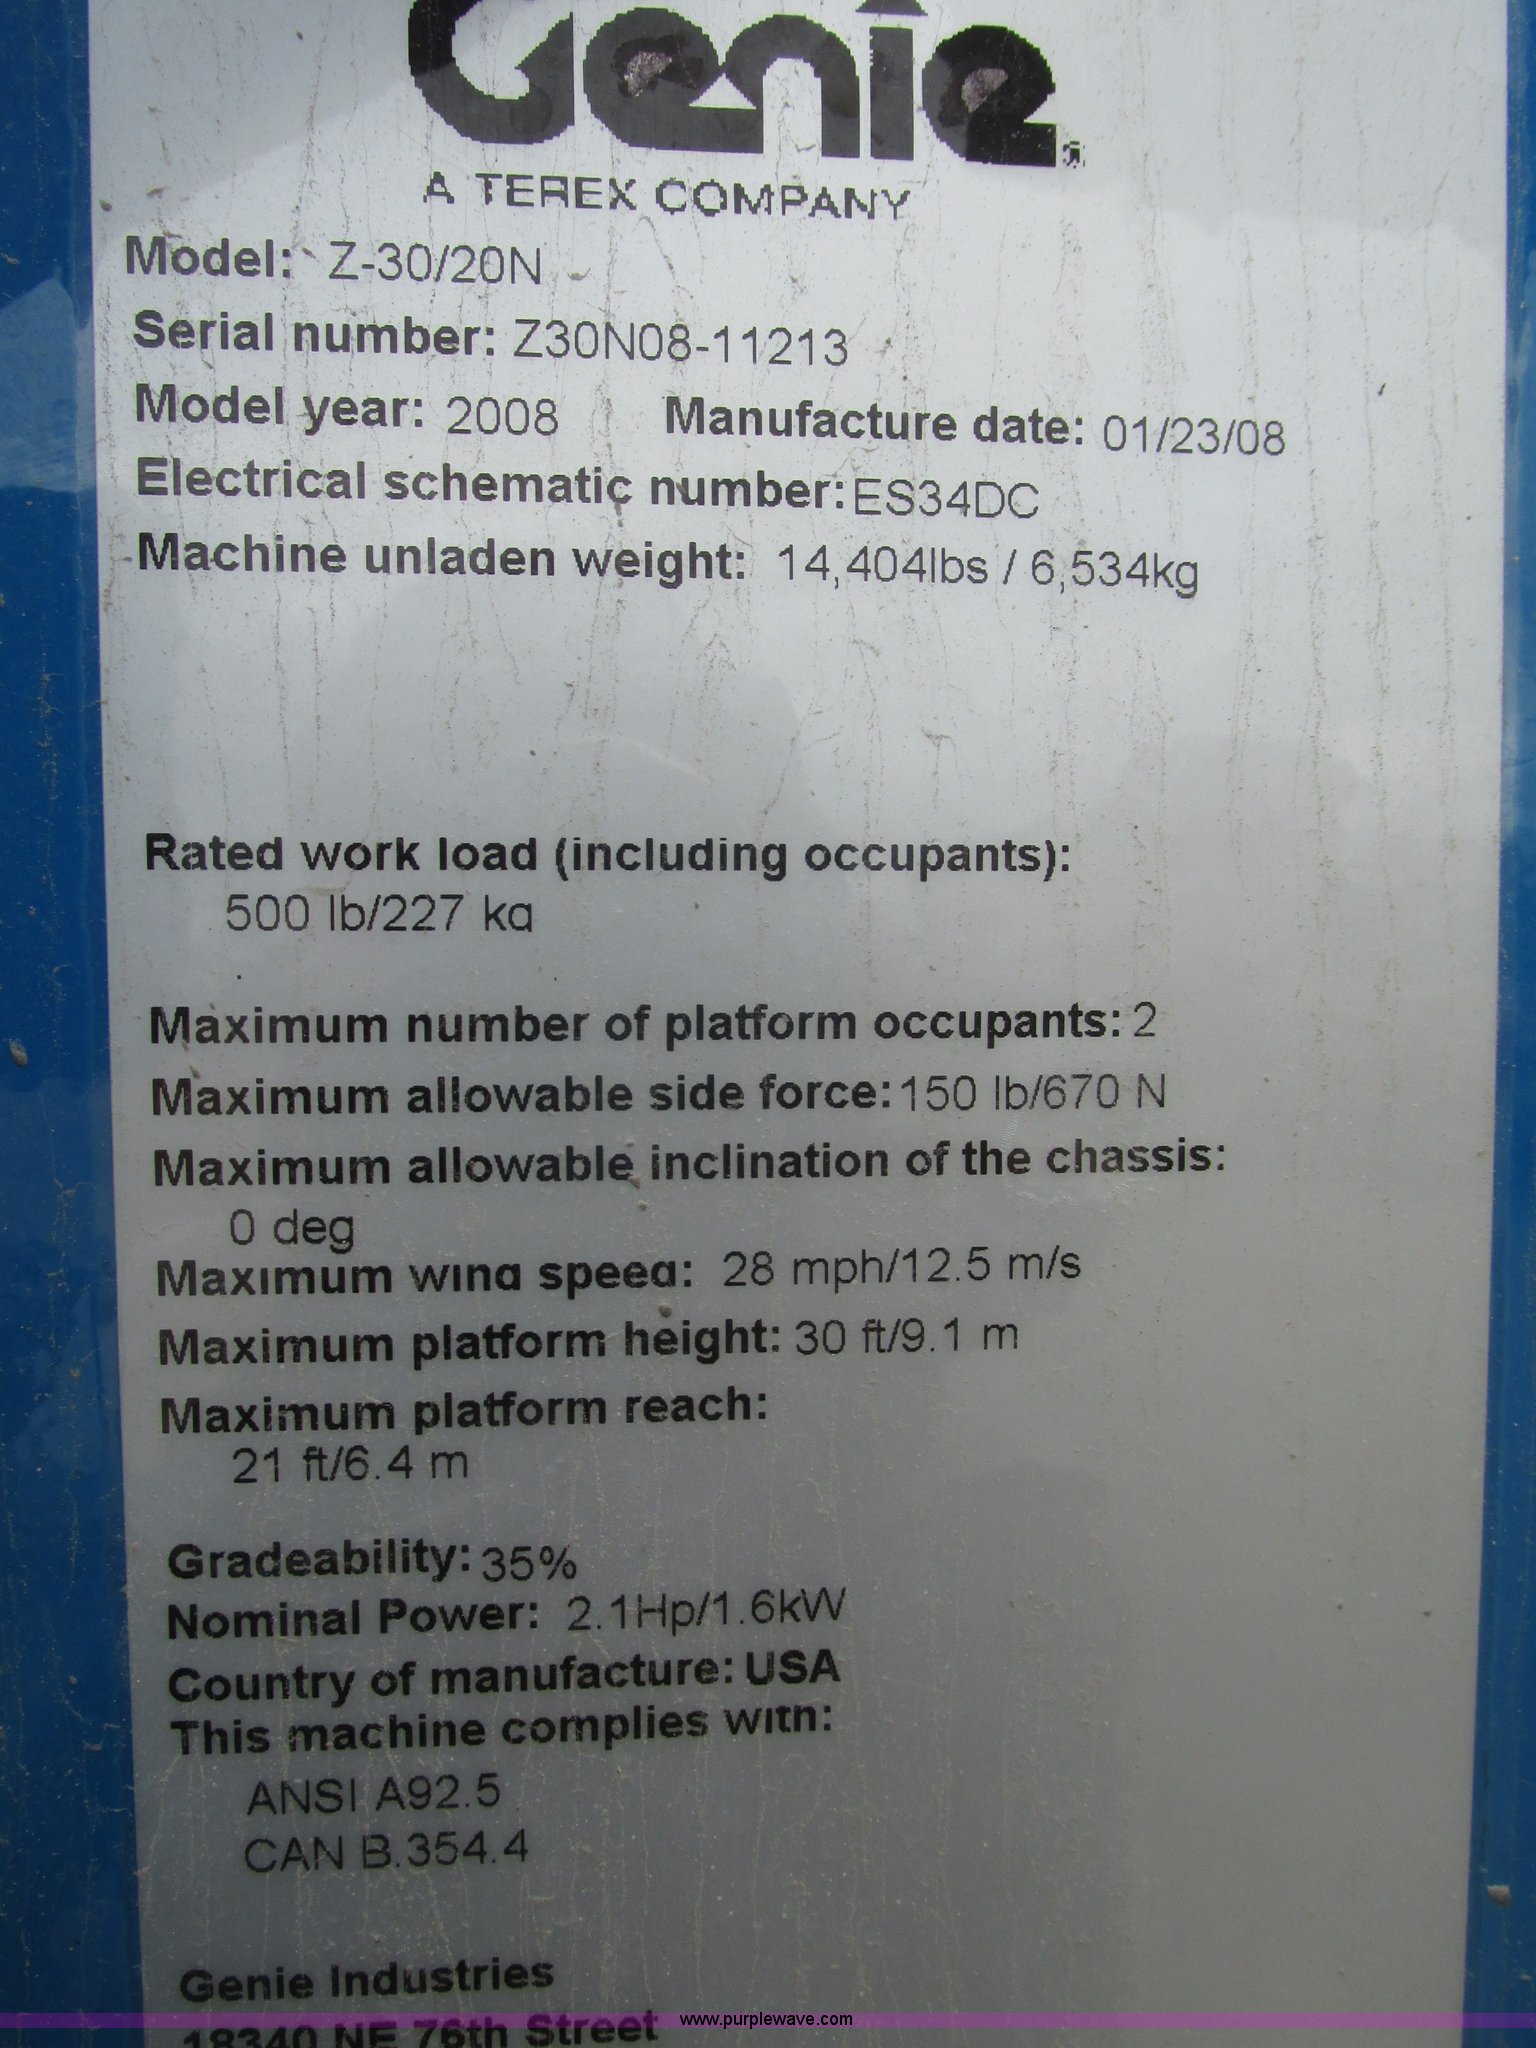 Genie
A TEREX COMPANY
Model: Z-30/20N
Serial number: Z30N08-11213
Model year: 2008 Manufacture date: 01/23/08
Electrical schematic number: ES34DC
Machine unladen weight: 14,404lbs / 6,534kg
Rated work load (including occupants):
500 lb/227 kg
Maximum number of platform occupants: 2
Maximum allowable side force: 150 lb/670 N
Maximum allowable inclination of the chassis:
0 deg
Maximum wind speed: 28 mph/12.5 m/s
Maximum platform height: 30 ft/9.1 m
Maximum platform reach:
21 ft/6.4 m
Gradeability: 35%
Nominal Power: 2.1Hp/1.6kW
Country of manufacture: USA
This machine complies with:
ANSI A92.5
CAN B.354.4
Genie Industries
18340 NE 76th Street
www.purplewave.com